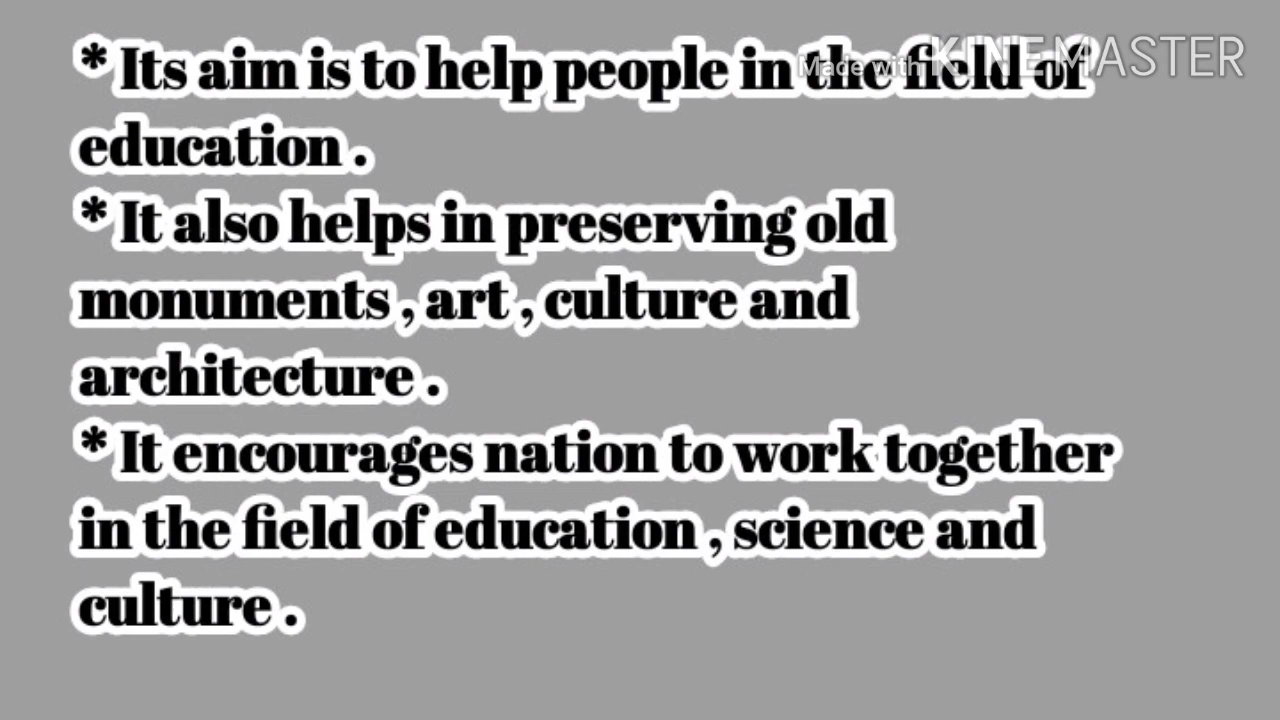 * Its aim is to help people in the field of
education .
* It also helps in preserving old
monuments , art , culture and
architecture .
* It encourages nation to work together
in the field of education , science and
culture .
Made with KINEMASTER